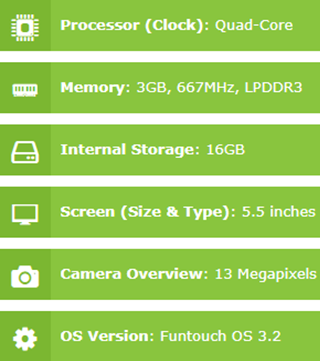 Processor (Clock): Quad-Core
Memory: 3GB, 667MHz, LPDDR3
Internal Storage: 16GB
Screen (Size & Type): 5.5 inches
Camera Overview: 13 Megapixels
OS Version: Funtouch OS 3.2